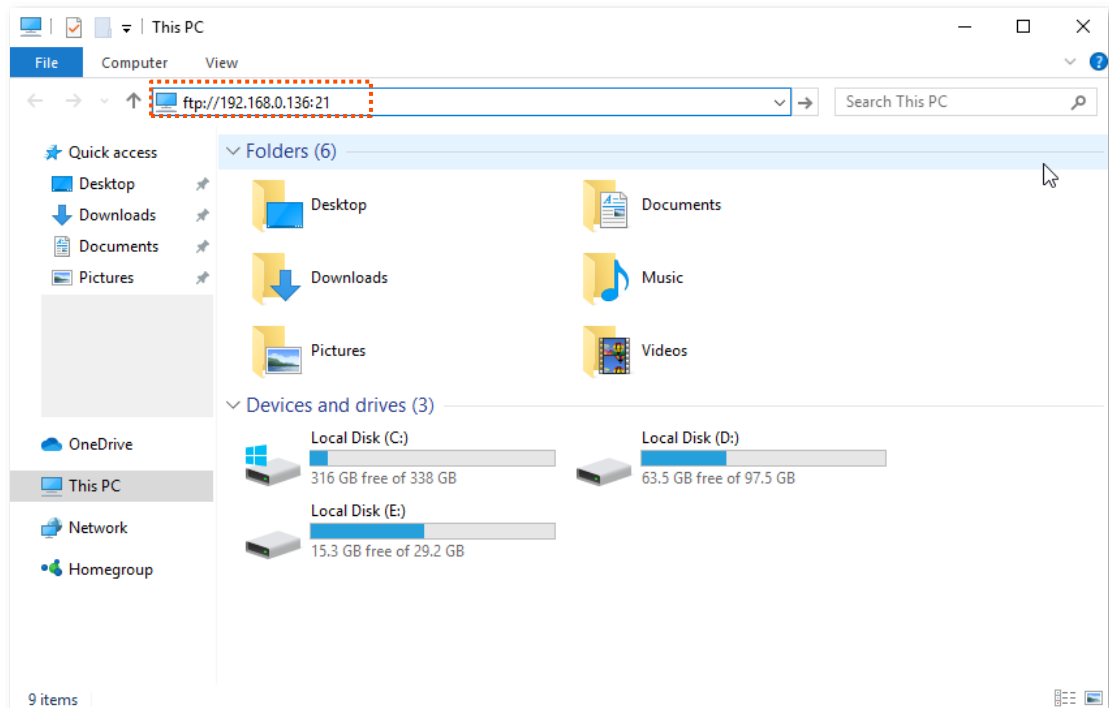 This PC
File Computer View
ftp://192.168.0.136:21 Search This PC
Quick access
Desktop
Downloads
Documents
Pictures
OneDrive
This PC
Network
Homegroup
Folders (6)
Desktop Documents
Downloads Music
Pictures Videos
Devices and drives (3)
Local Disk (C:) Local Disk (D:)
316 GB free of 338 GB 63.5 GB free of 97.5 GB
Local Disk (E:)
15.3 GB free of 29.2 GB
9 items